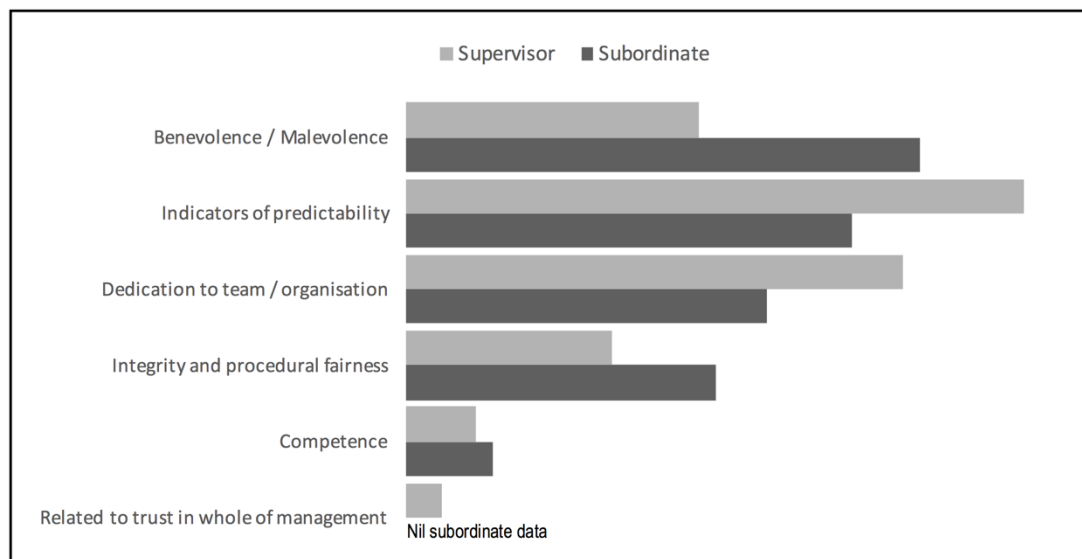 Supervisor Subordinate
Benevolence / Malevolence
Indicators of predictability
Dedication to team / organisation
Integrity and procedural fairness
Competence
Related to trust in whole of management
Nil subordinate data